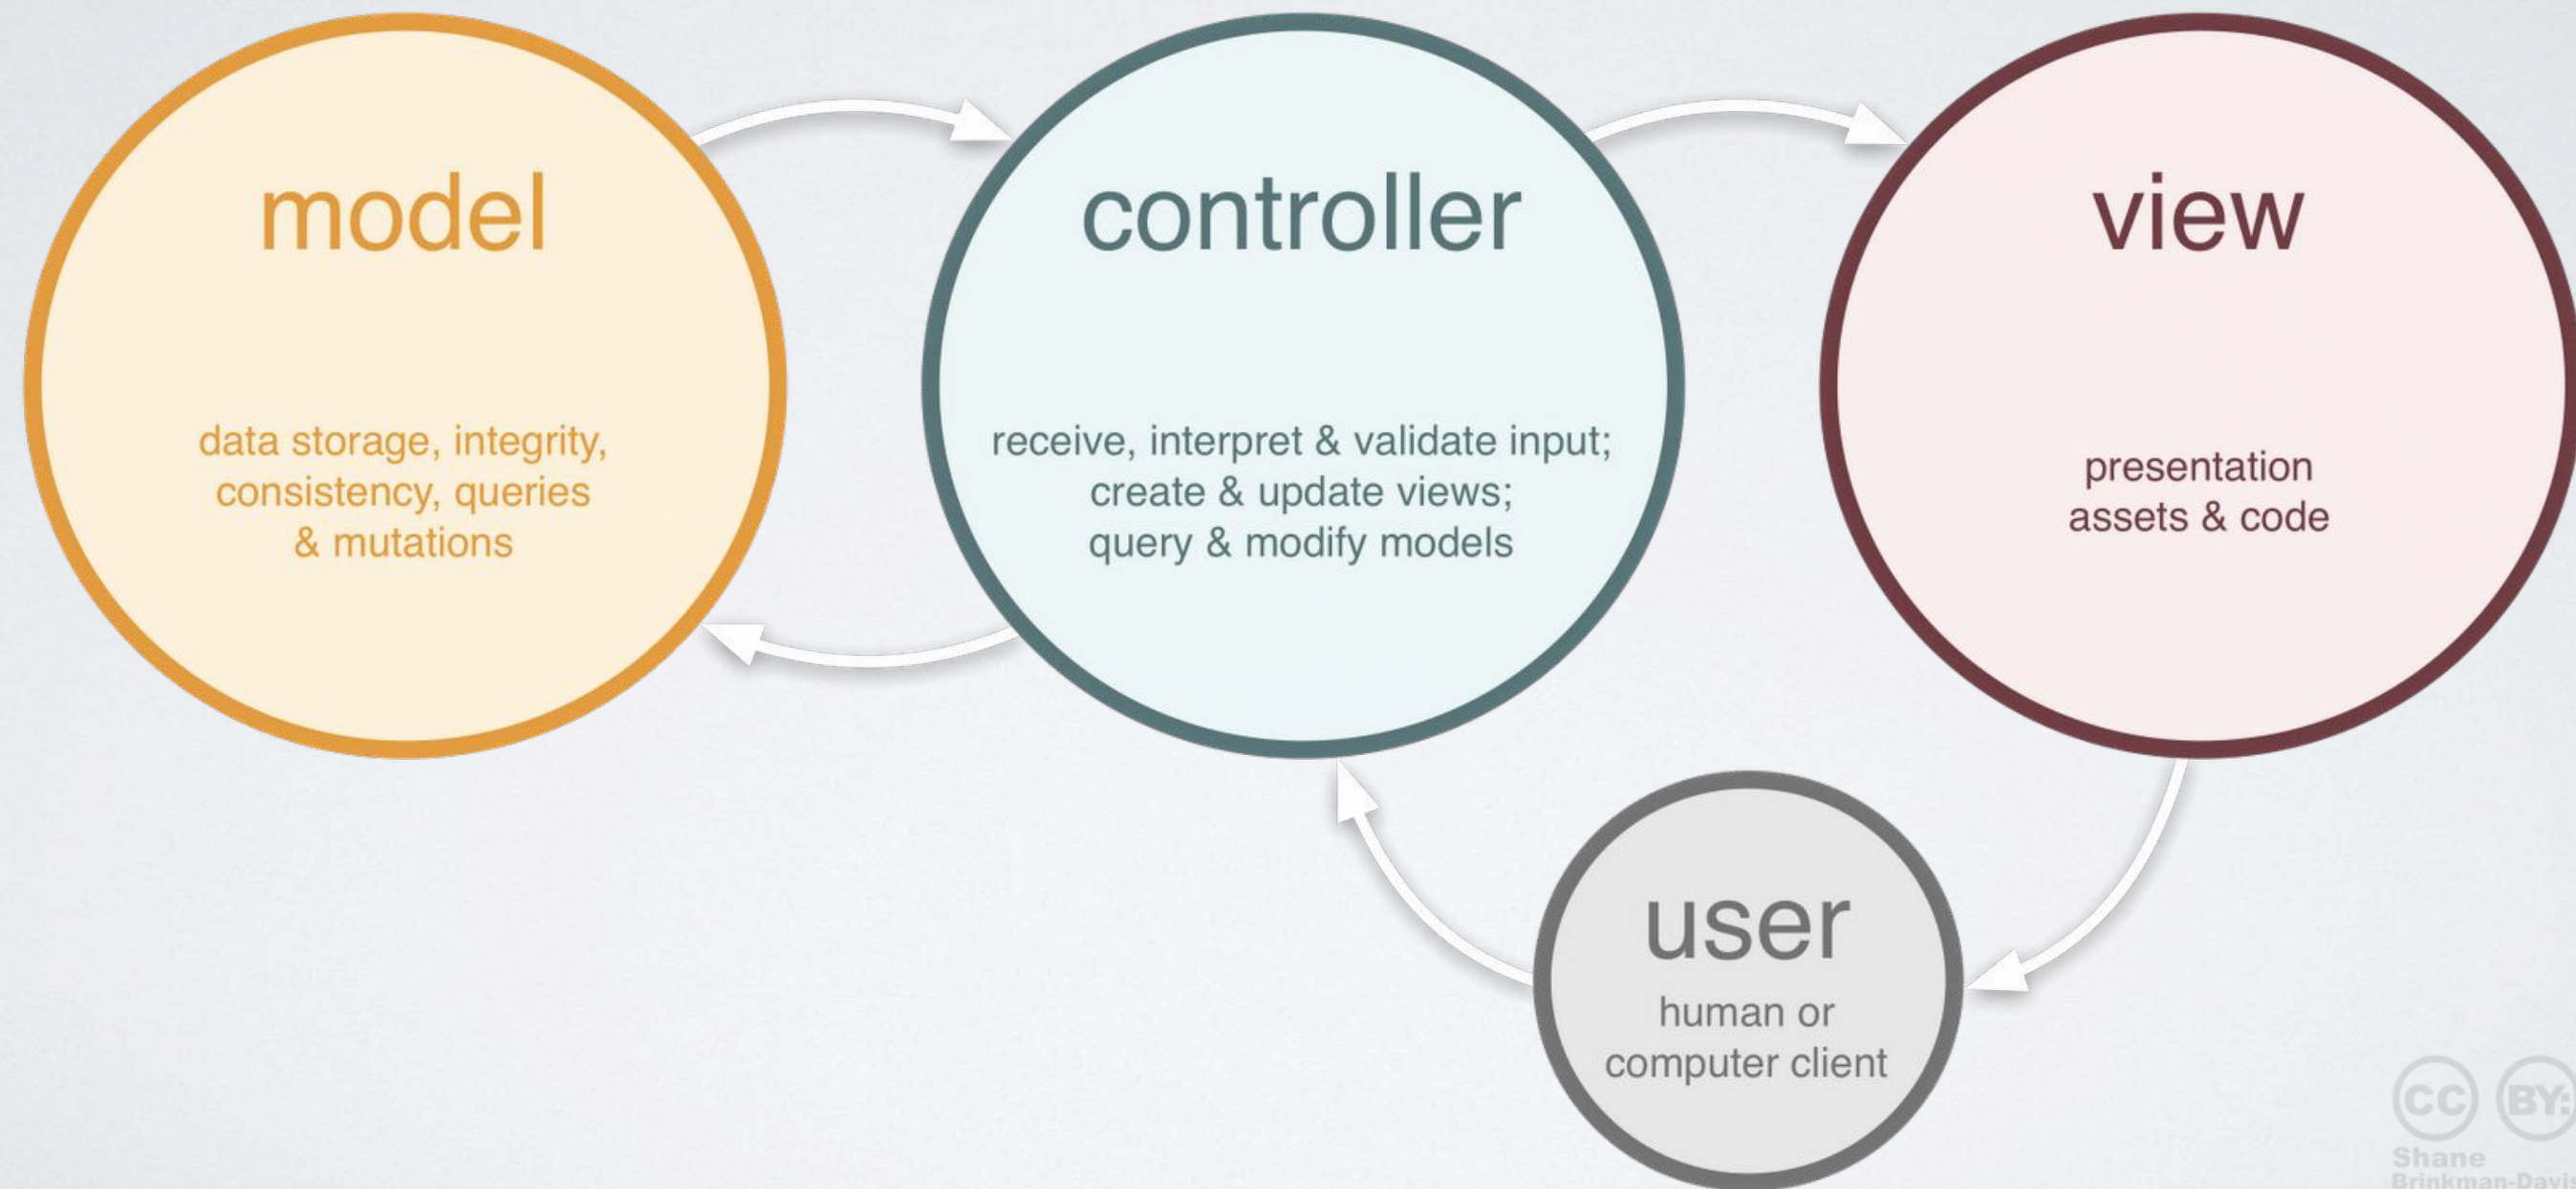 model
data storage, integrity,
consistency, queries
& mutations
controller
receive, interpret & validate input;
create & update views;
query & modify models
view
presentation
assets & code
user
human or
computer client
CC BY:
Shane